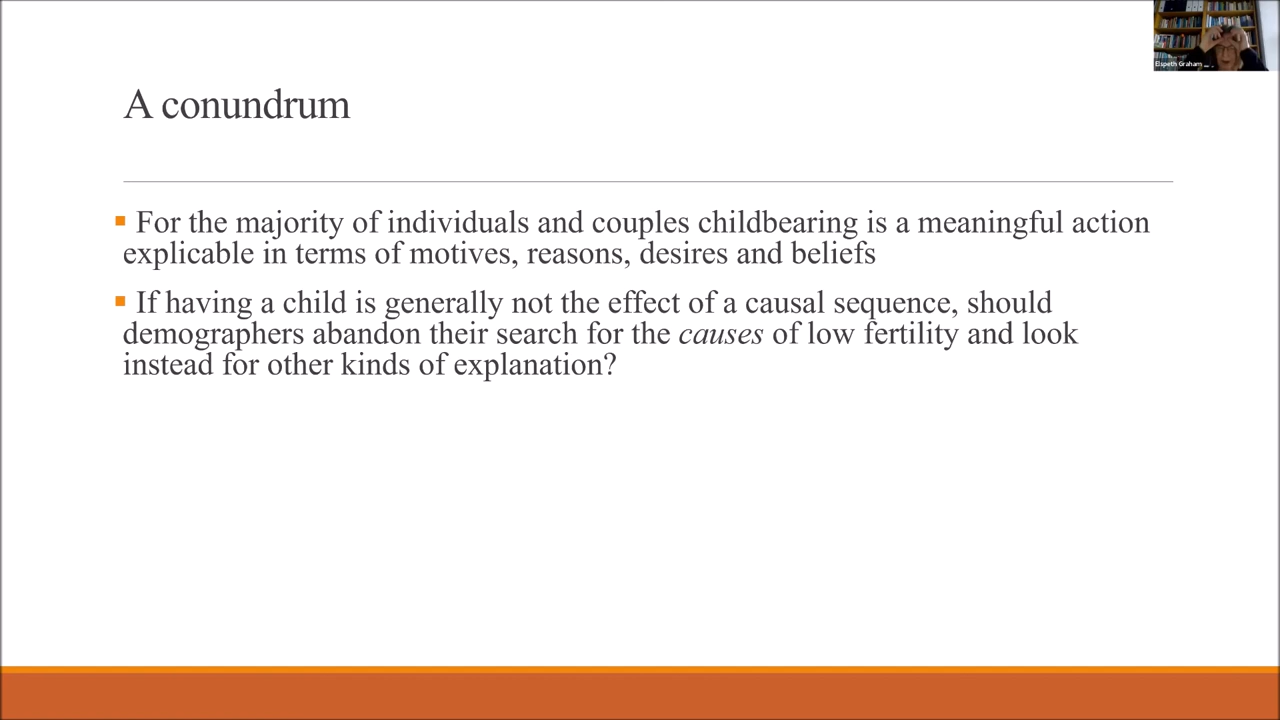 Elspeth Graham
A conundrum
For the majority of individuals and couples childbearing is a meaningful action
explicable in terms of motives, reasons, desires and beliefs
If having a child is generally not the effect of a causal sequence, should
demographers abandon their search for the causes of low fertility and look
instead for other kinds of explanation?